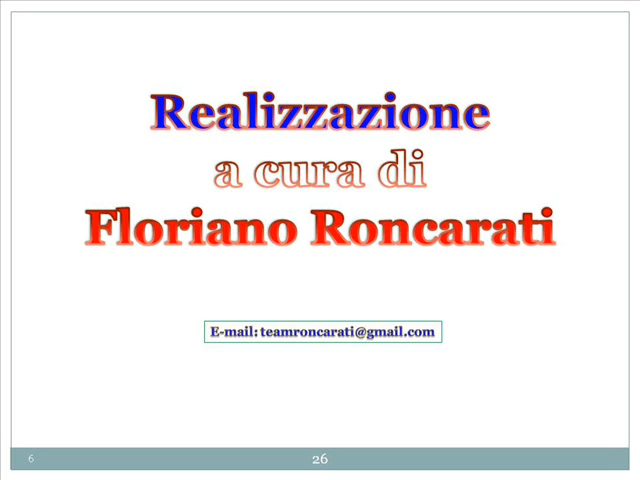 Realizzazione
a cura di
Floriano Roncarati
E-mail: teamroncarati@gmail.com
6
26